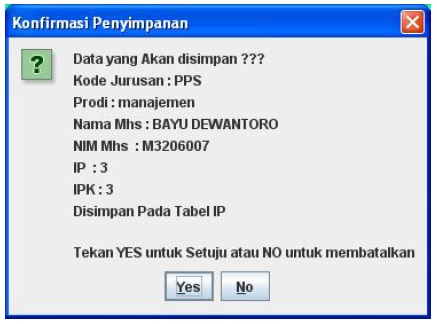 Konfirmasi Penyimpanan
? Data yang Akan disimpan ???
Kode Jurusan : PPS
Prodi : manajemen
Nama Mhs : BAYU DEWANTORO
NIM Mhs : M3206007
IP : 3
IPK : 3
Disimpan Pada Tabel IP
Tekan YES untuk Setuju atau NO untuk membatalkan
Yes No